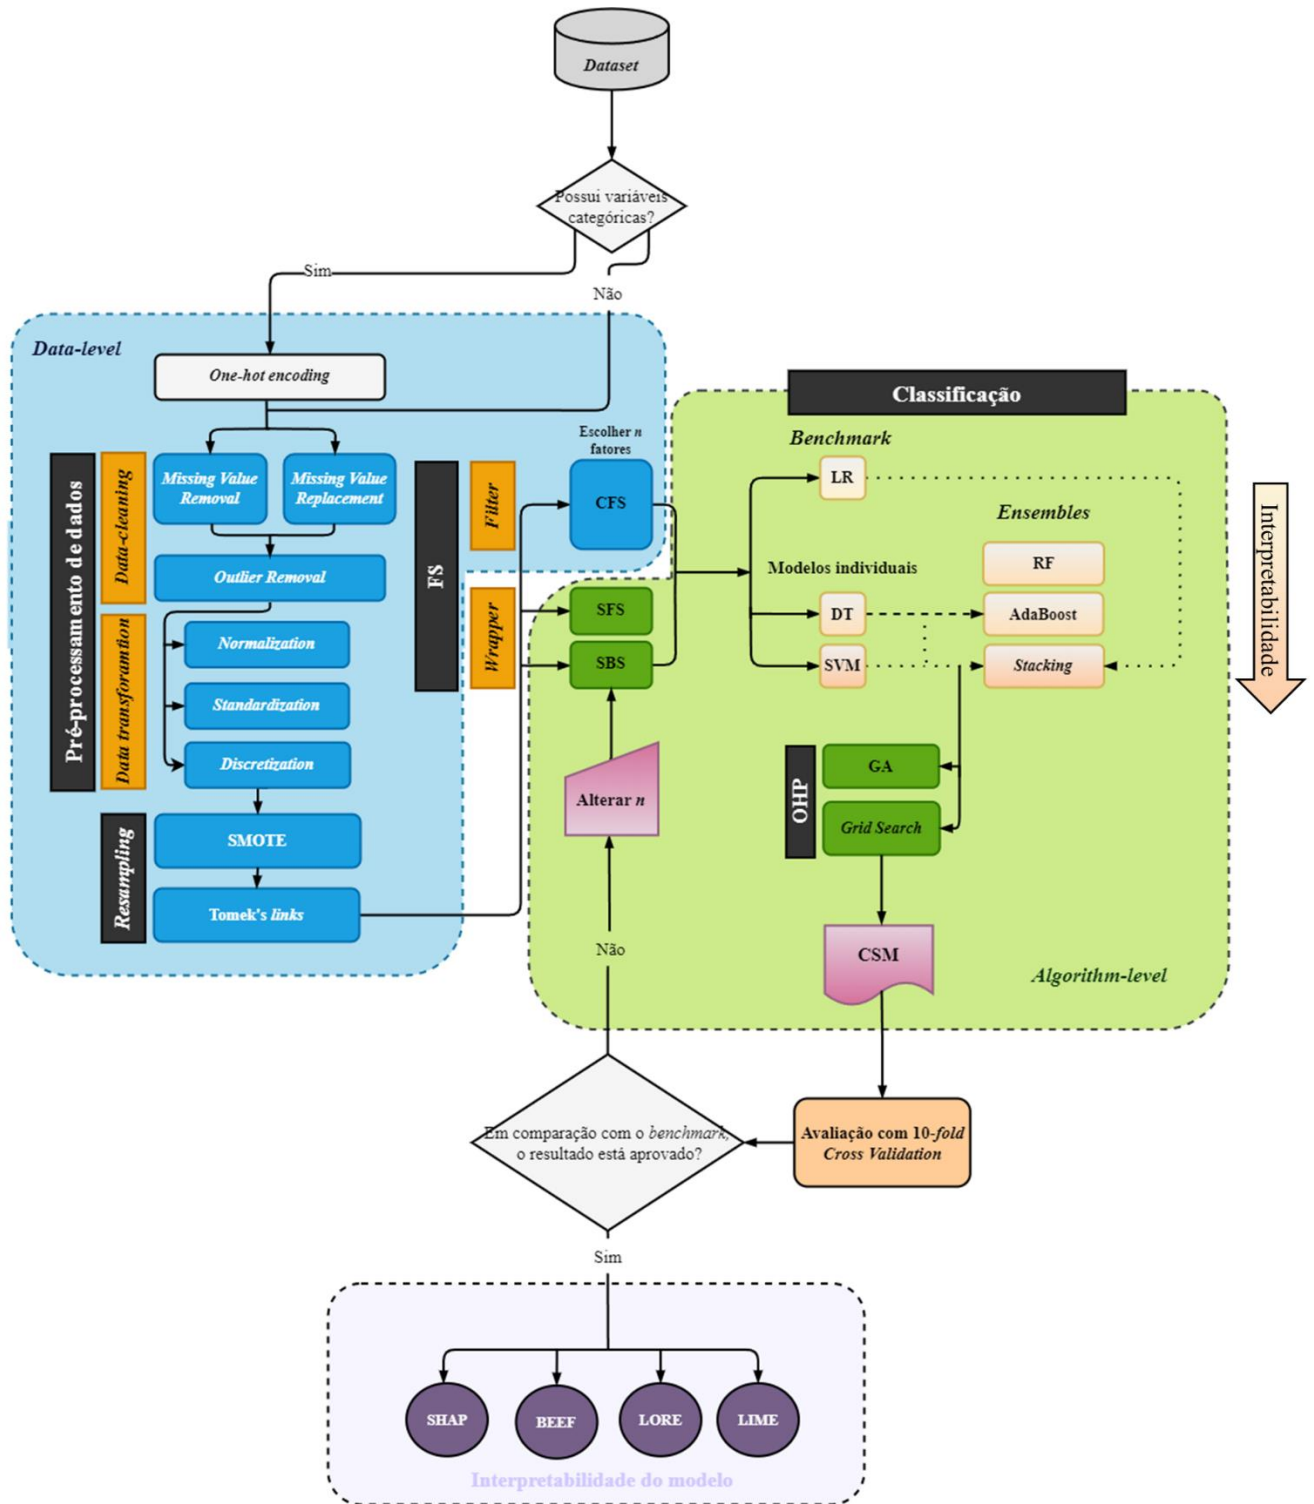 Dataset
Possui variáveis
categóricas?
Sim
Não
Data-level
One-hot encoding
Pré-processamento de dados
Data-cleaning
Missing Value
Removal
Missing Value
Replacement
Outlier Removal
Data transforamtion
Normalization
Standardization
Discretization
Resampling
SMOTE
Tomek's links
FS
Filter
Wrapper
Escolher n
fatores
CFS
SFS
SBS
Alterar n
Classificação
Benchmark
LR
Ensembles
RF
Modelos individuais
DT
AdaBoost
SVM
Stacking
OHP
GA
Grid Search
CSM
Algorithm-level
Interpretabilidade
Não
Em comparação com o benchmark,
o resultado está aprovado?
Avaliação com 10-fold
Cross Validation
Sim
SHAP
BEEF
LORE
LIME
Interpretabilidade do modelo